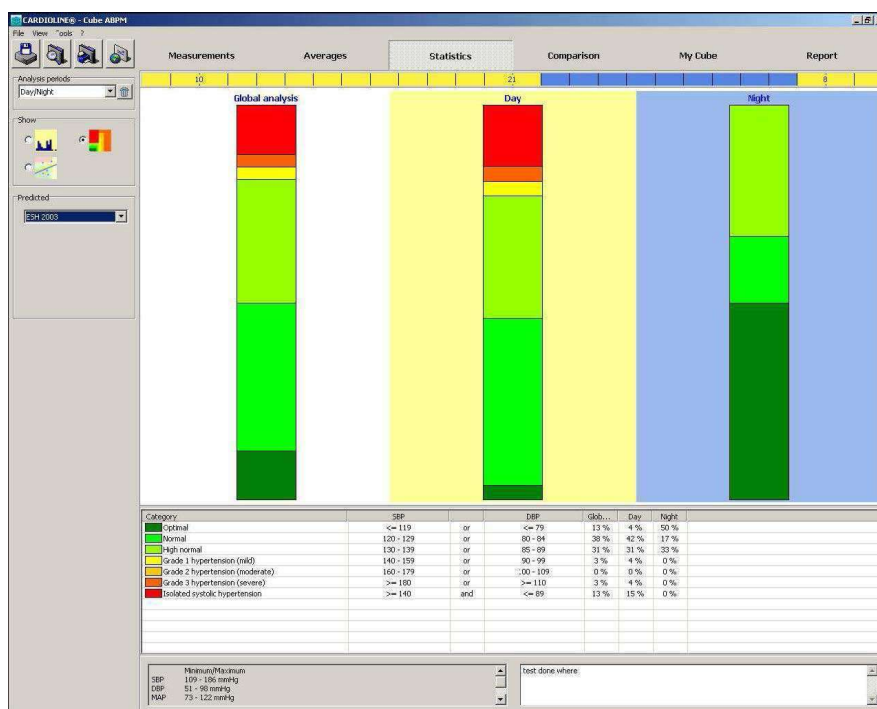 CARDIOLINE® - Cube ABPM
File View Tools ?
Measurements Averages Statistics Comparison My Cube Report
Analysis periods
Day/Night
10 21 8
Global analysis Day Night
Show
Predicted
ESH 2003
Category SBP DBP Glob... Day Night
Optimal <= 119 or <= 79 13 % 4 % 50 %
Normal 120 - 129 or 80 - 84 38 % 42 % 17 %
High normal 130 - 139 or 85 - 89 31 % 31 % 33 %
Grade 1 hypertension (mild) 140 - 159 or 90 - 99 3 % 4 % 0 %
Grade 2 hypertension (moderate) 160 - 179 or 100 - 109 0 % 0 % 0 %
Grade 3 hypertension (severe) >= 180 or >= 110 3 % 4 % 0 %
Isolated systolic hypertension >= 140 and <= 89 13 % 15 % 0 %
Minimum/Maximum
SBP 109 - 186 mmHg
DBP 51 - 98 mmHg
MAP 73 - 122 mmHg
test done where